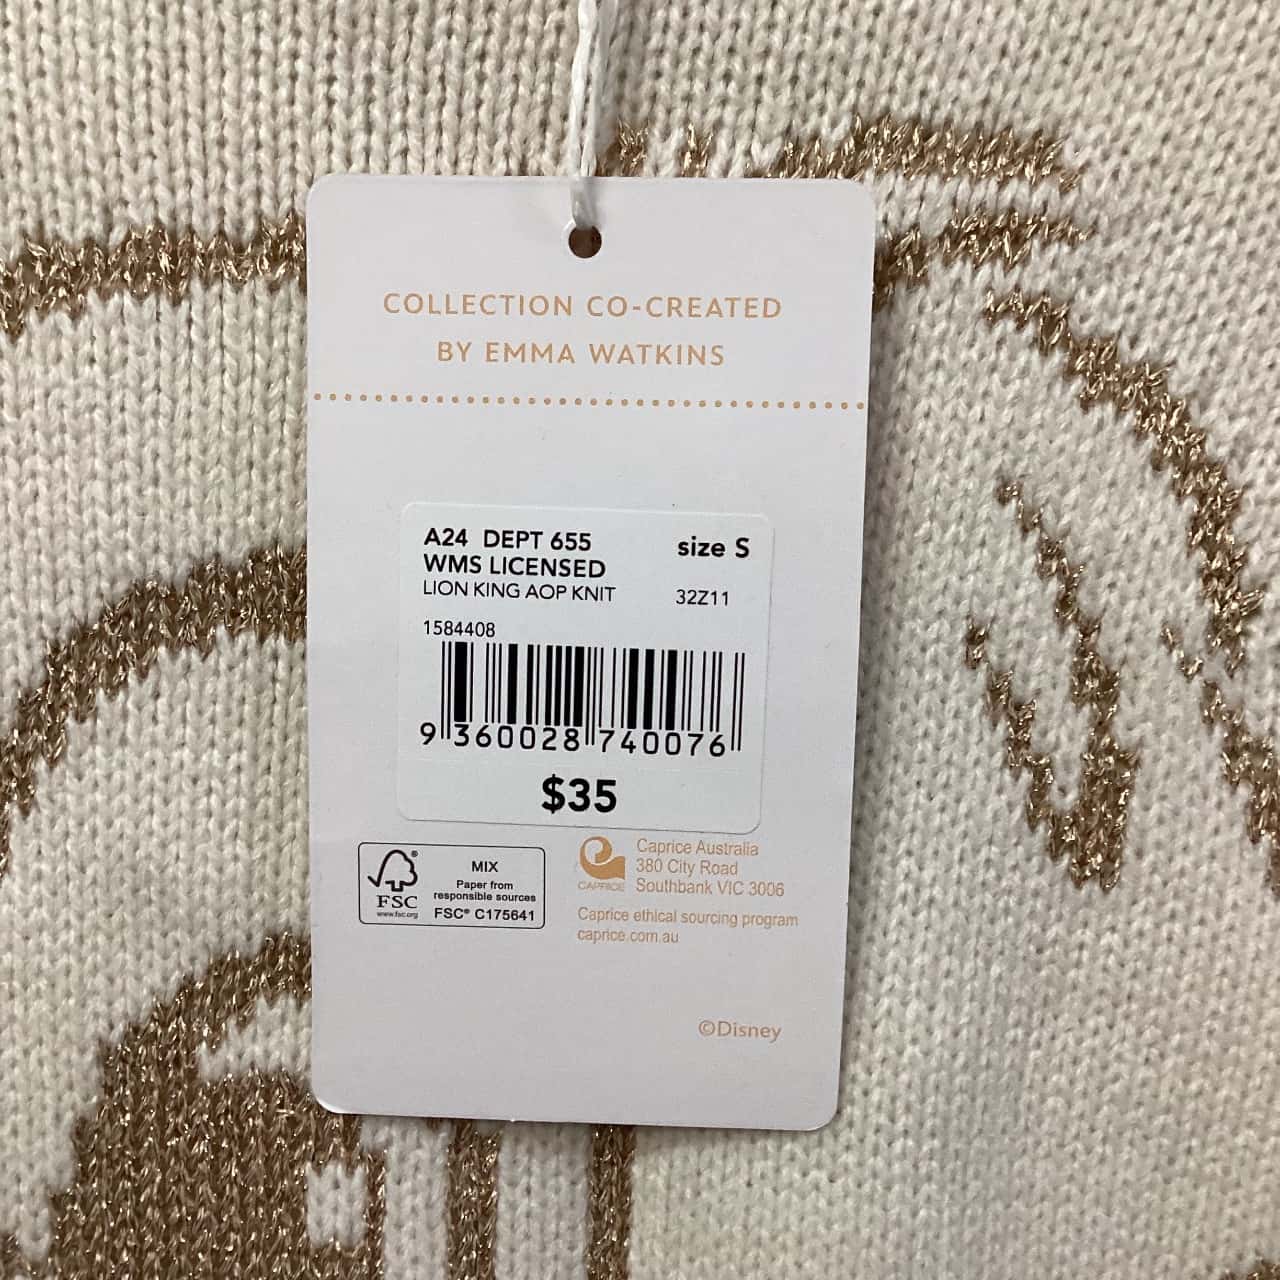 COLLECTION CO-CREATED
BY EMMA WATKINS
A24 DEPT 655
size S
WMS LICENSED
LION KING AOP KNIT
32Z11
1584408
9 360028 740076
$35
FSC®
www.fsc.org
MIX
Paper from
responsible sources
FSC® C175641
CAPRICE
Caprice Australia
380 City Road
Southbank VIC 3006
Caprice ethical sourcing program
caprice.com.au
©Disney